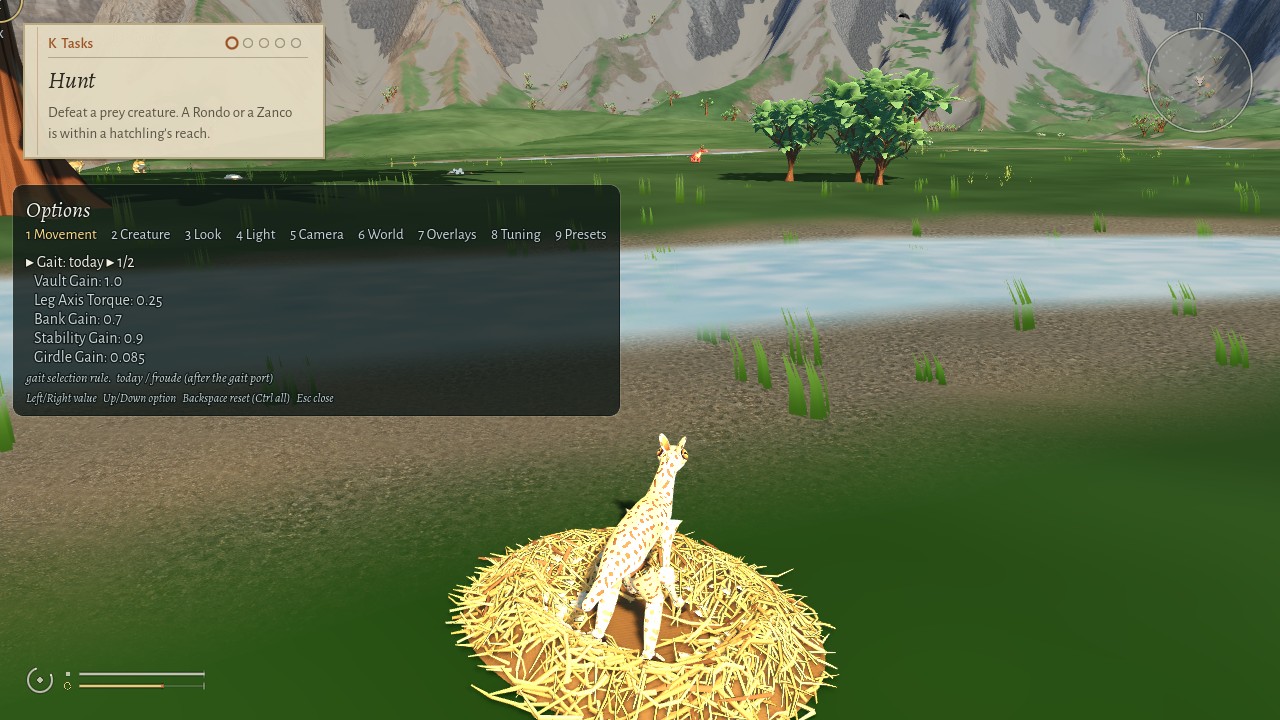 K Tasks
Hunt
Defeat a prey creature. A Rondo or a Zanco
is within a hatchling's reach.
N
K
Options
1 Movement 2 Creature 3 Look 4 Light 5 Camera 6 World 7 Overlays 8 Tuning 9 Presets
▸ Gait: today ▸ 1/2
Vault Gain: 1.0
Leg Axis Torque: 0.25
Bank Gain: 0.7
Stability Gain: 0.9
Girdle Gain: 0.085
gait selection rule. today / froude (after the gait port)
Left/Right value Up/Down option Backspace reset (Ctrl all) Esc close